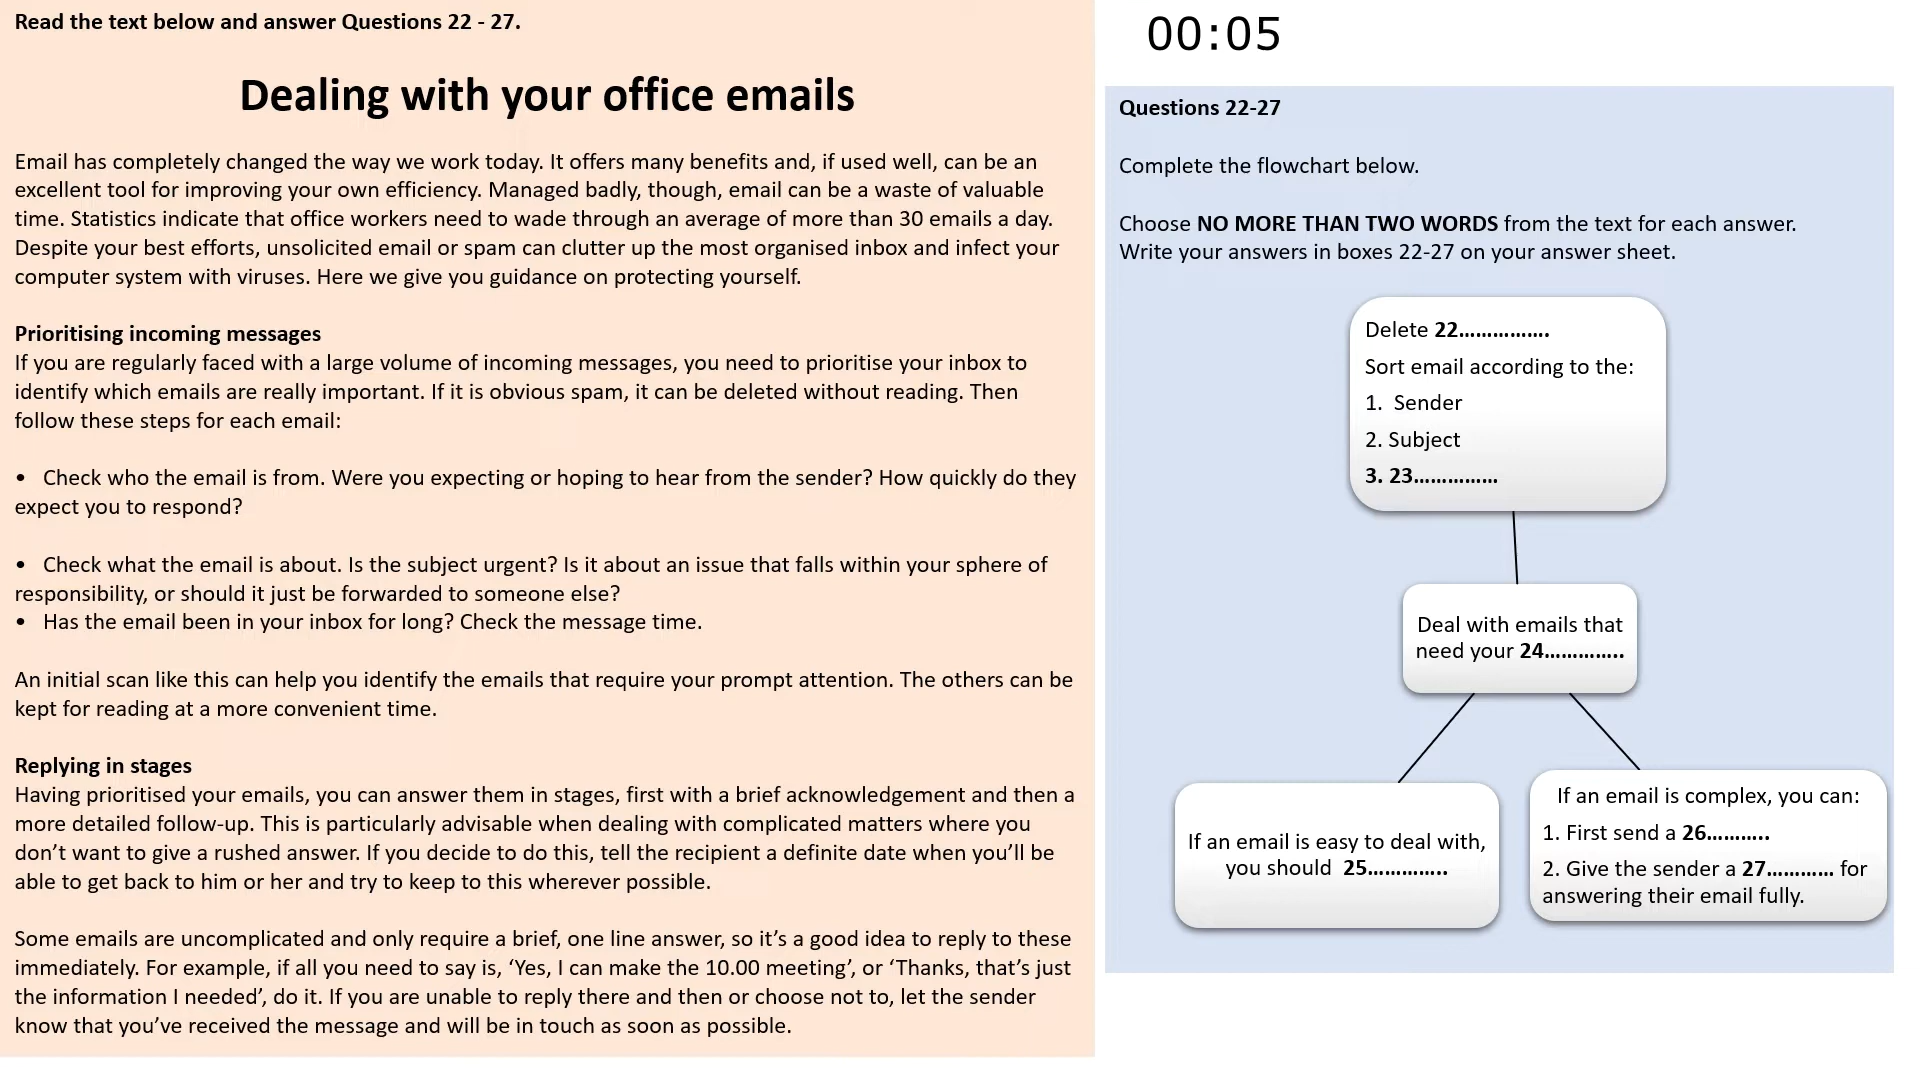 Read the text below and answer Questions 22 - 27.
Dealing with your office emails
Email has completely changed the way we work today. It offers many benefits and, if used well, can be an
excellent tool for improving your own efficiency. Managed badly, though, email can be a waste of valuable
time. Statistics indicate that office workers need to wade through an average of more than 30 emails a day.
Despite your best efforts, unsolicited email or spam can clutter up the most organised inbox and infect your
computer system with viruses. Here we give you guidance on protecting yourself.
Prioritising incoming messages
If you are regularly faced with a large volume of incoming messages, you need to prioritise your inbox to
identify which emails are really important. If it is obvious spam, it can be deleted without reading. Then
follow these steps for each email:
• Check who the email is from. Were you expecting or hoping to hear from the sender? How quickly do they
expect you to respond?
• Check what the email is about. Is the subject urgent? Is it about an issue that falls within your sphere of
responsibility, or should it just be forwarded to someone else?
• Has the email been in your inbox for long? Check the message time.
An initial scan like this can help you identify the emails that require your prompt attention. The others can be
kept for reading at a more convenient time.
Replying in stages
Having prioritised your emails, you can answer them in stages, first with a brief acknowledgement and then a
more detailed follow-up. This is particularly advisable when dealing with complicated matters where you
don’t want to give a rushed answer. If you decide to do this, tell the recipient a definite date when you’ll be
able to get back to him or her and try to keep to this wherever possible.
Some emails are uncomplicated and only require a brief, one line answer, so it’s a good idea to reply to these
immediately. For example, if all you need to say is, ‘Yes, I can make the 10.00 meeting’, or ‘Thanks, that’s just
the information I needed’, do it. If you are unable to reply there and then or choose not to, let the sender
know that you’ve received the message and will be in touch as soon as possible.
00:05
Questions 22-27
Complete the flowchart below.
Choose NO MORE THAN TWO WORDS from the text for each answer.
Write your answers in boxes 22-27 on your answer sheet.
Delete 22…………….
Sort email according to the:
1. Sender
2. Subject
3. 23……………
Deal with emails that
need your 24…………..
If an email is easy to deal with,
you should 25…………..
If an email is complex, you can:
1. First send a 26………..
2. Give the sender a 27………… for
answering their email fully.